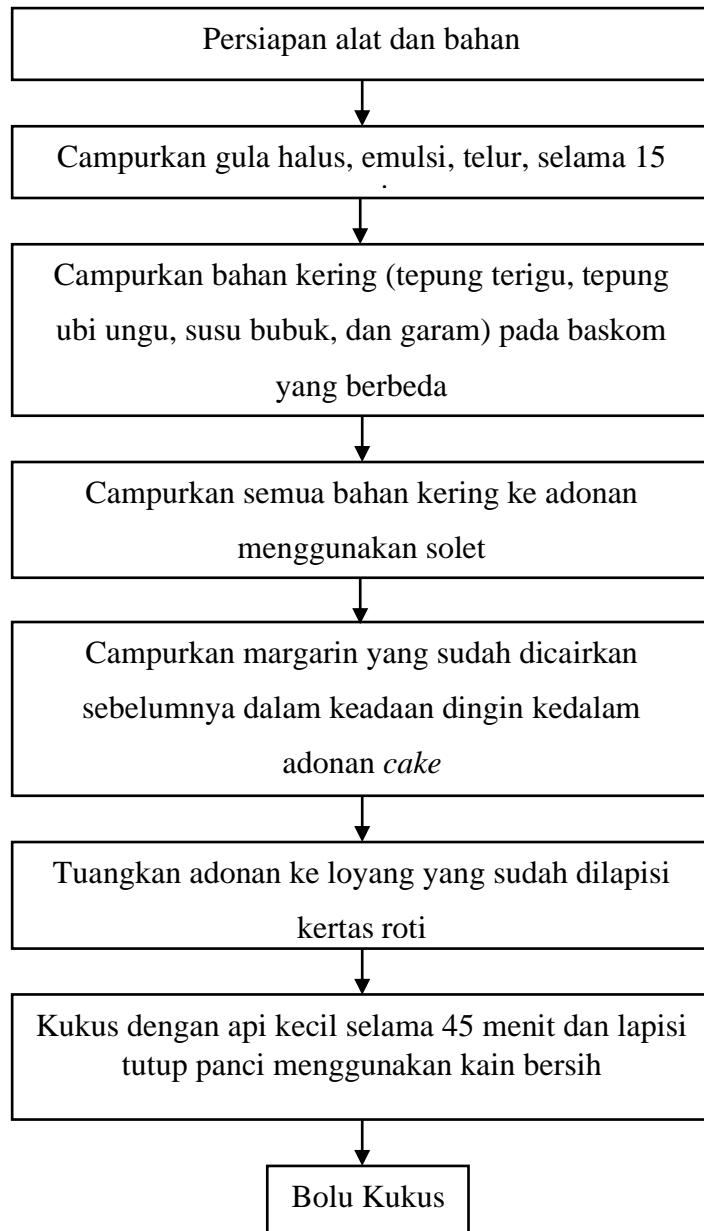 Persiapan alat dan bahan
Campurkan gula halus, emulsi, telur, selama 15
Campurkan bahan kering (tepung terigu, tepung
ubi ungu, susu bubuk, dan garam) pada baskom
yang berbeda
Campurkan semua bahan kering ke adonan
menggunakan solet
Campurkan margarin yang sudah dicairkan
sebelumnya dalam keadaan dingin kedalam
adonan cake
Tuangkan adonan ke loyang yang sudah dilapisi
kertas roti
Kukus dengan api kecil selama 45 menit dan lapisi
tutup panci menggunakan kain bersih
Bolu Kukus